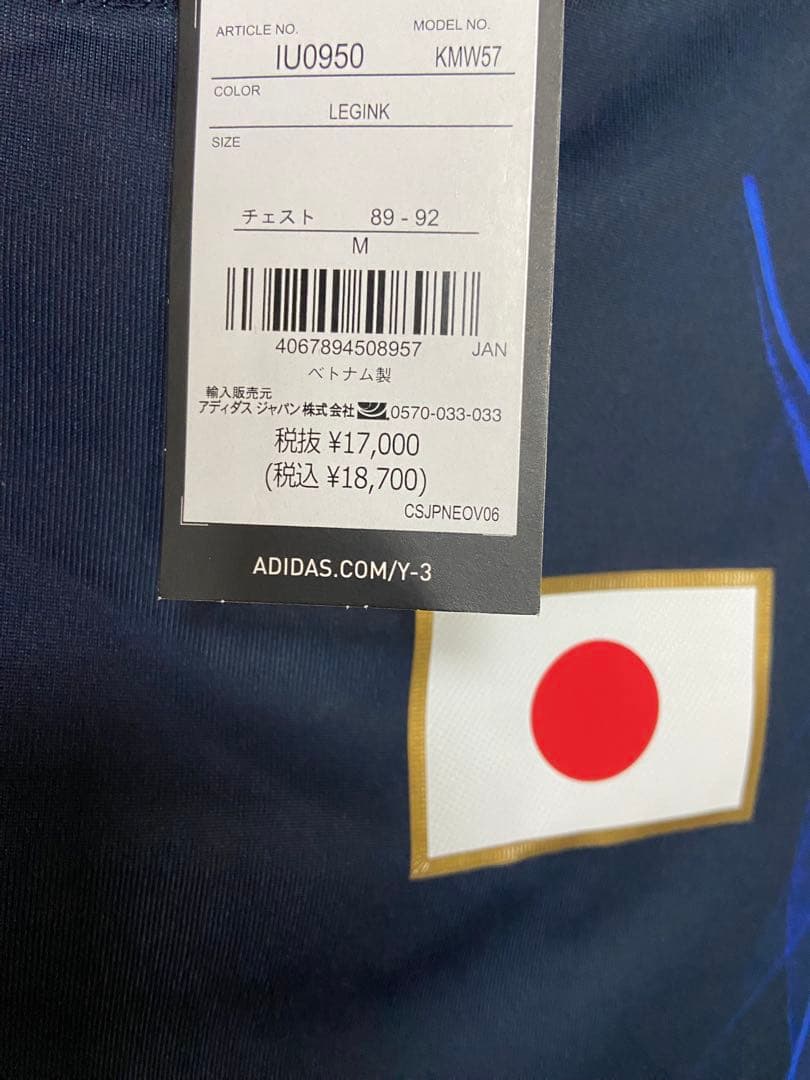 ARTICLE NO. MODEL NO.
IU0950 KMW57
COLOR
LEGINK
SIZE
チェスト 89 - 92
M
4067894508957 JAN
ベトナム製
輸入販売元
アディダス ジャパン株式会社 0570-033-033
税抜 ¥17,000
(税込 ¥18,700)
CSJPNEOV06
ADIDAS.COM/Y-3